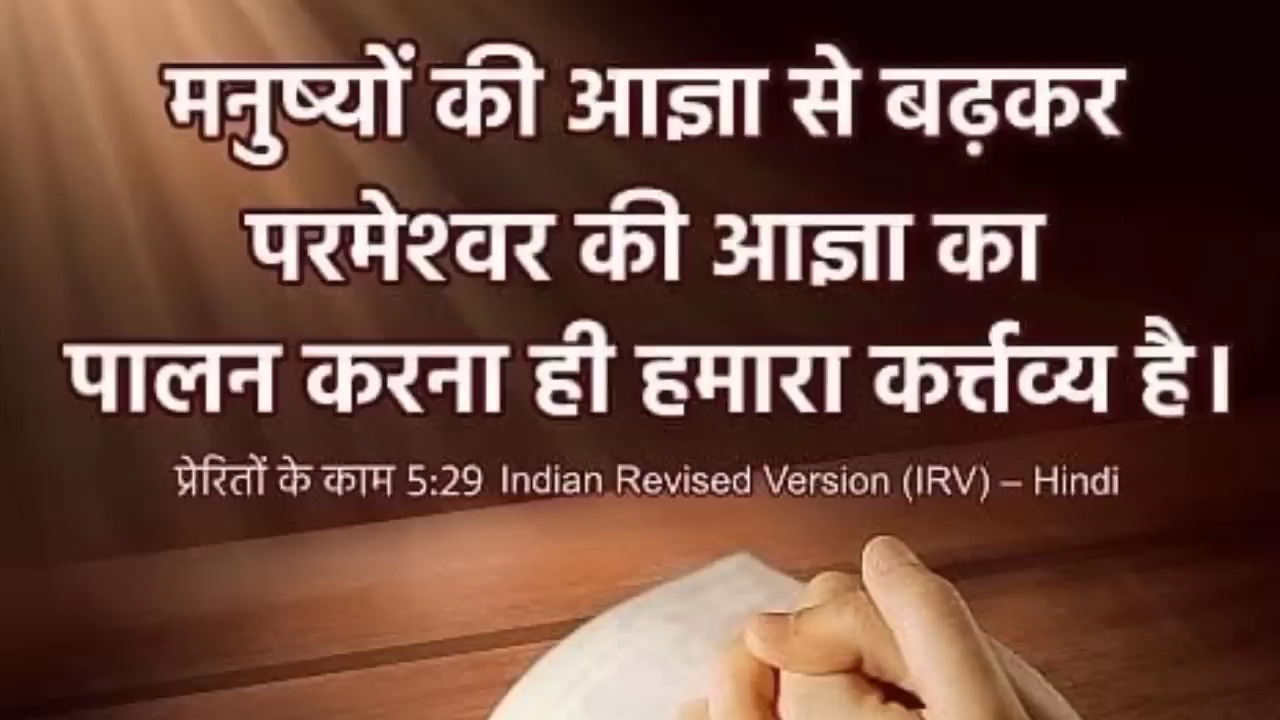 मनुष्यों की आज्ञा से बढ़कर
परमेश्वर की आज्ञा का
पालन करना ही हमारा कर्त्तव्य है।
प्रेरितों के काम 5:29 Indian Revised Version (IRV) – Hindi